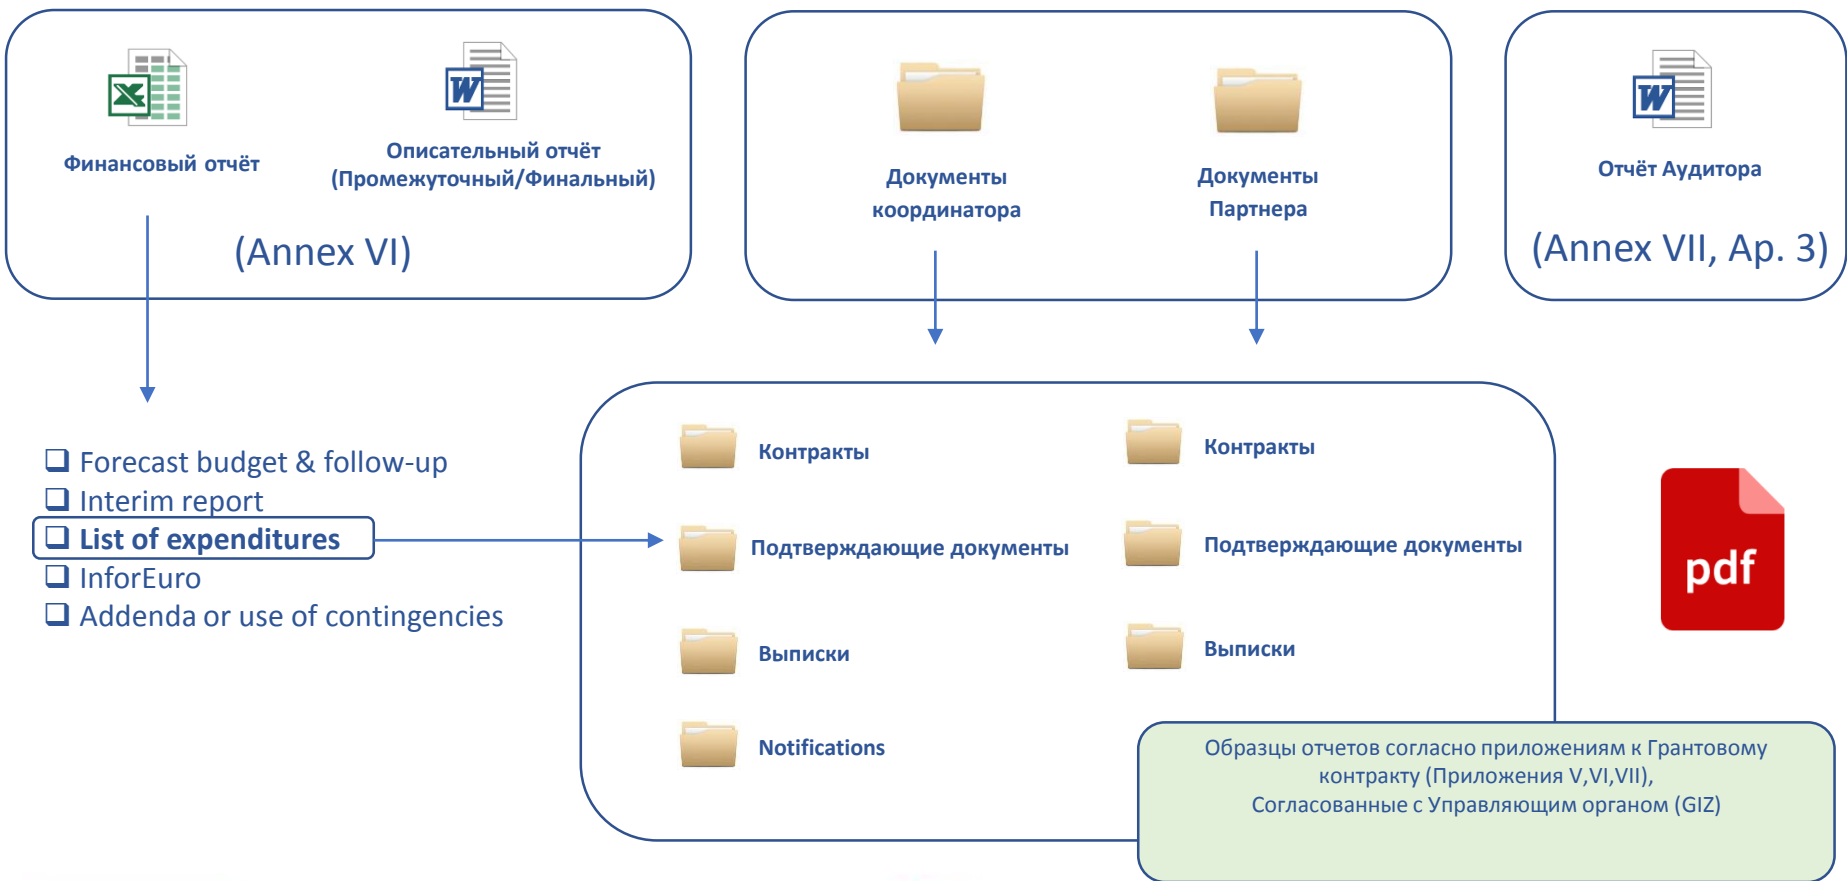 Финансовый отчёт
Описательный отчёт
(Промежуточный/Финальный)
(Annex VI)
Документы
координатора
Документы
Партнера
Отчёт Аудитора
(Annex VII, Ap. 3)
Forecast budget & follow-up
Interim report
List of expenditures
InforEuro
Addenda or use of contingencies
Контракты
Подтверждающие документы
Выписки
Notifications
Контракты
Подтверждающие документы
Выписки
pdf
Образцы отчетов согласно приложениям к Грантовому
контракту (Приложения V,VI,VII),
Согласованные с Управляющим органом (GIZ)